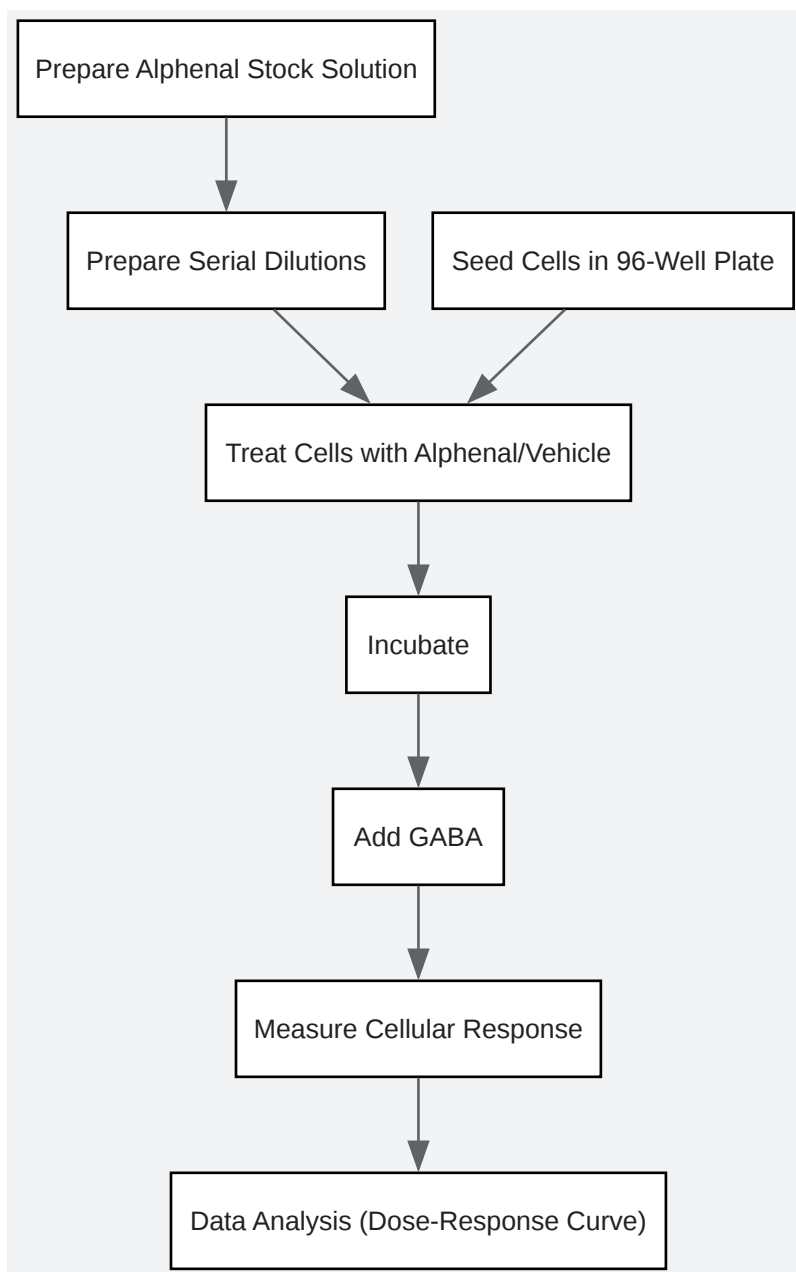 Prepare Alphenal Stock Solution
Prepare Serial Dilutions
Seed Cells in 96-Well Plate
Treat Cells with Alphenal/Vehicle
Incubate
Add GABA
Measure Cellular Response
Data Analysis (Dose-Response Curve)